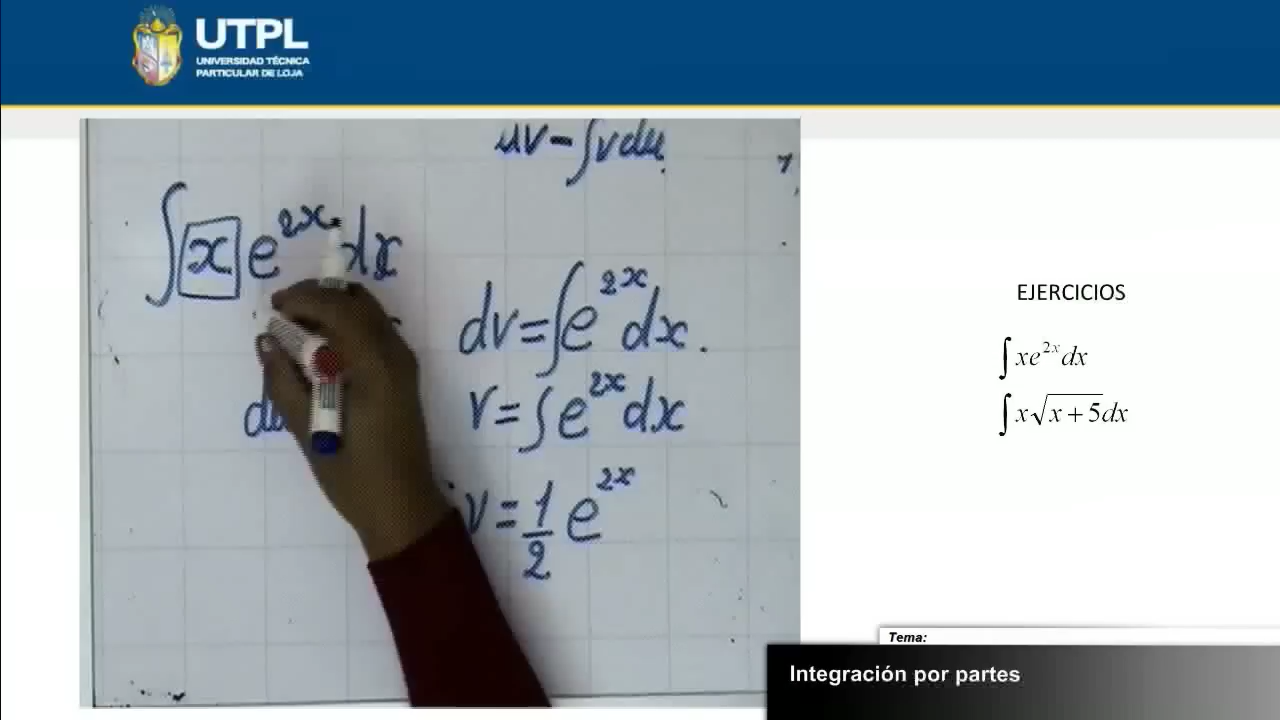 UTPL
UNIVERSIDAD TÉCNICA
PARTICULAR DE LOJA
uv - ∫v du.
∫ x e^{2x} dx
dv = ∫ e^{2x} dx.
v = ∫ e^{2x} dx
v = 1/2 e^{2x}
EJERCICIOS
∫ xe^{2x} dx
∫ x√(x + 5) dx
Tema:
Integración por partes